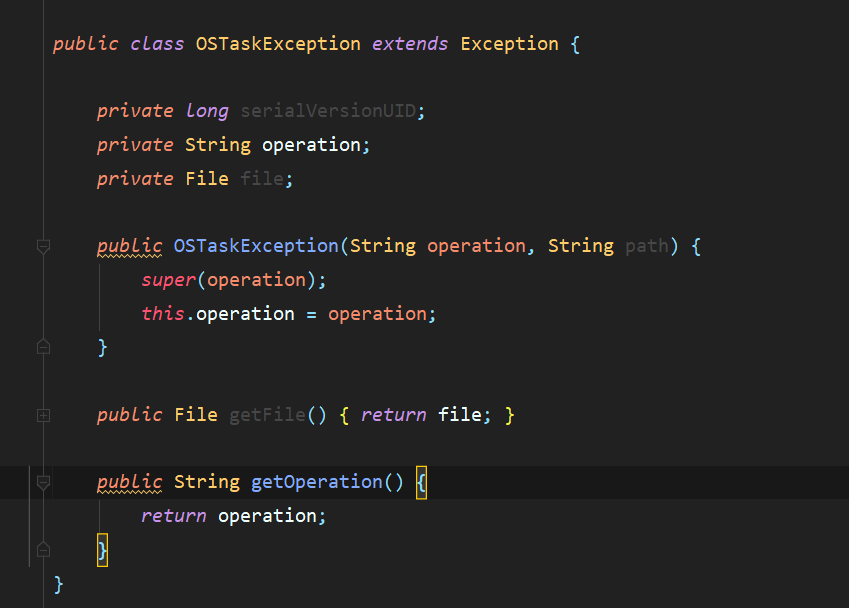 public class OSTaskException extends Exception {
private long serialVersionUID;
private String operation;
private File file;
public OSTaskException(String operation, String path) {
super(operation);
this.operation = operation;
}
public File getFile() { return file; }
public String getOperation() {
return operation;
}
}